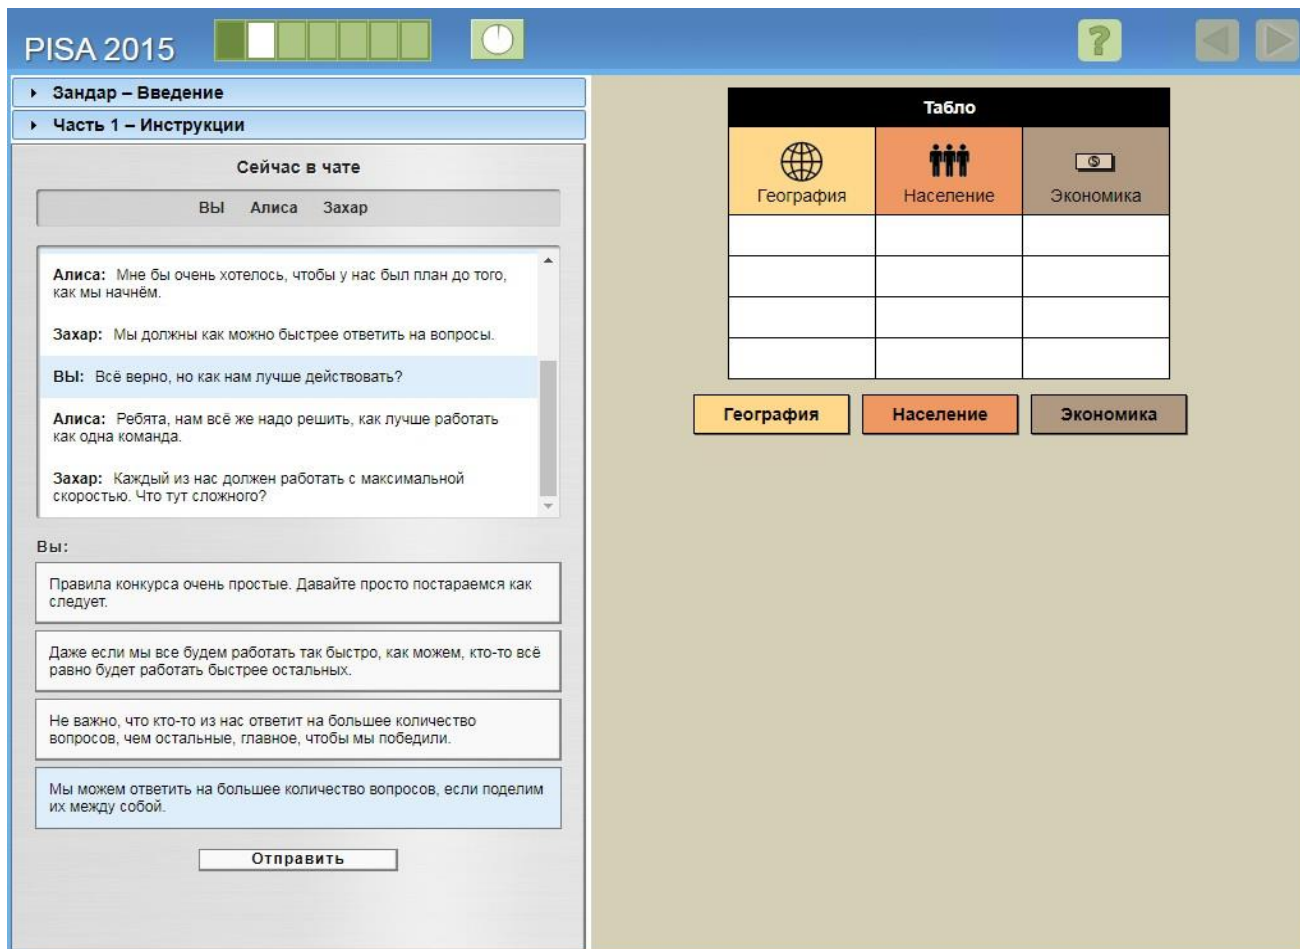 PISA 2015
?
Зандар – Введение
Часть 1 – Инструкции
Сейчас в чате
ВЫ Алиса Захар
Алиса: Мне бы очень хотелось, чтобы у нас был план до того,
как мы начнём.
Захар: Мы должны как можно быстрее ответить на вопросы.
ВЫ: Всё верно, но как нам лучше действовать?
Алиса: Ребята, нам всё же надо решить, как лучше работать
как одна команда.
Захар: Каждый из нас должен работать с максимальной
скоростью. Что тут сложного?
Вы:
Правила конкурса очень простые. Давайте просто постараемся как
следует.
Даже если мы все будем работать так быстро, как можем, кто-то всё
равно будет работать быстрее остальных.
Не важно, что кто-то из нас ответит на большее количество
вопросов, чем остальные, главное, чтобы мы победили.
Мы можем ответить на большее количество вопросов, если поделим
их между собой.
Отправить
Табло
$
География Население Экономика
География Население Экономика